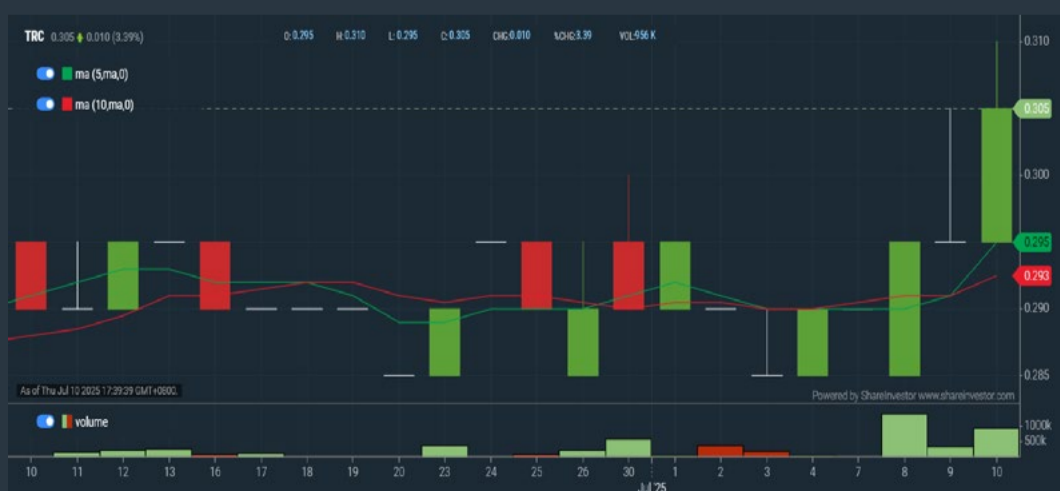 TRC 0.305 0.010 (3.39%) O:0.295 H:0.310 L:0.295 C:0.305 CHG:0.010 %CHG:3.39 VOL:956 K
ma (5,ma,0)
ma (10,ma,0)
0.310
0.305
0.300
0.295
0.293
0.290
0.285
As of Thu Jul 10 2025 17:39:39 GMT+0800.
Powered by ShareInvestor www.shareinvestor.com
volume
1000k
500k
10 11 12 13 16 17 18 19 20 23 24 25 26 30 1 2 3 4 7 8 9 10
Jul '25